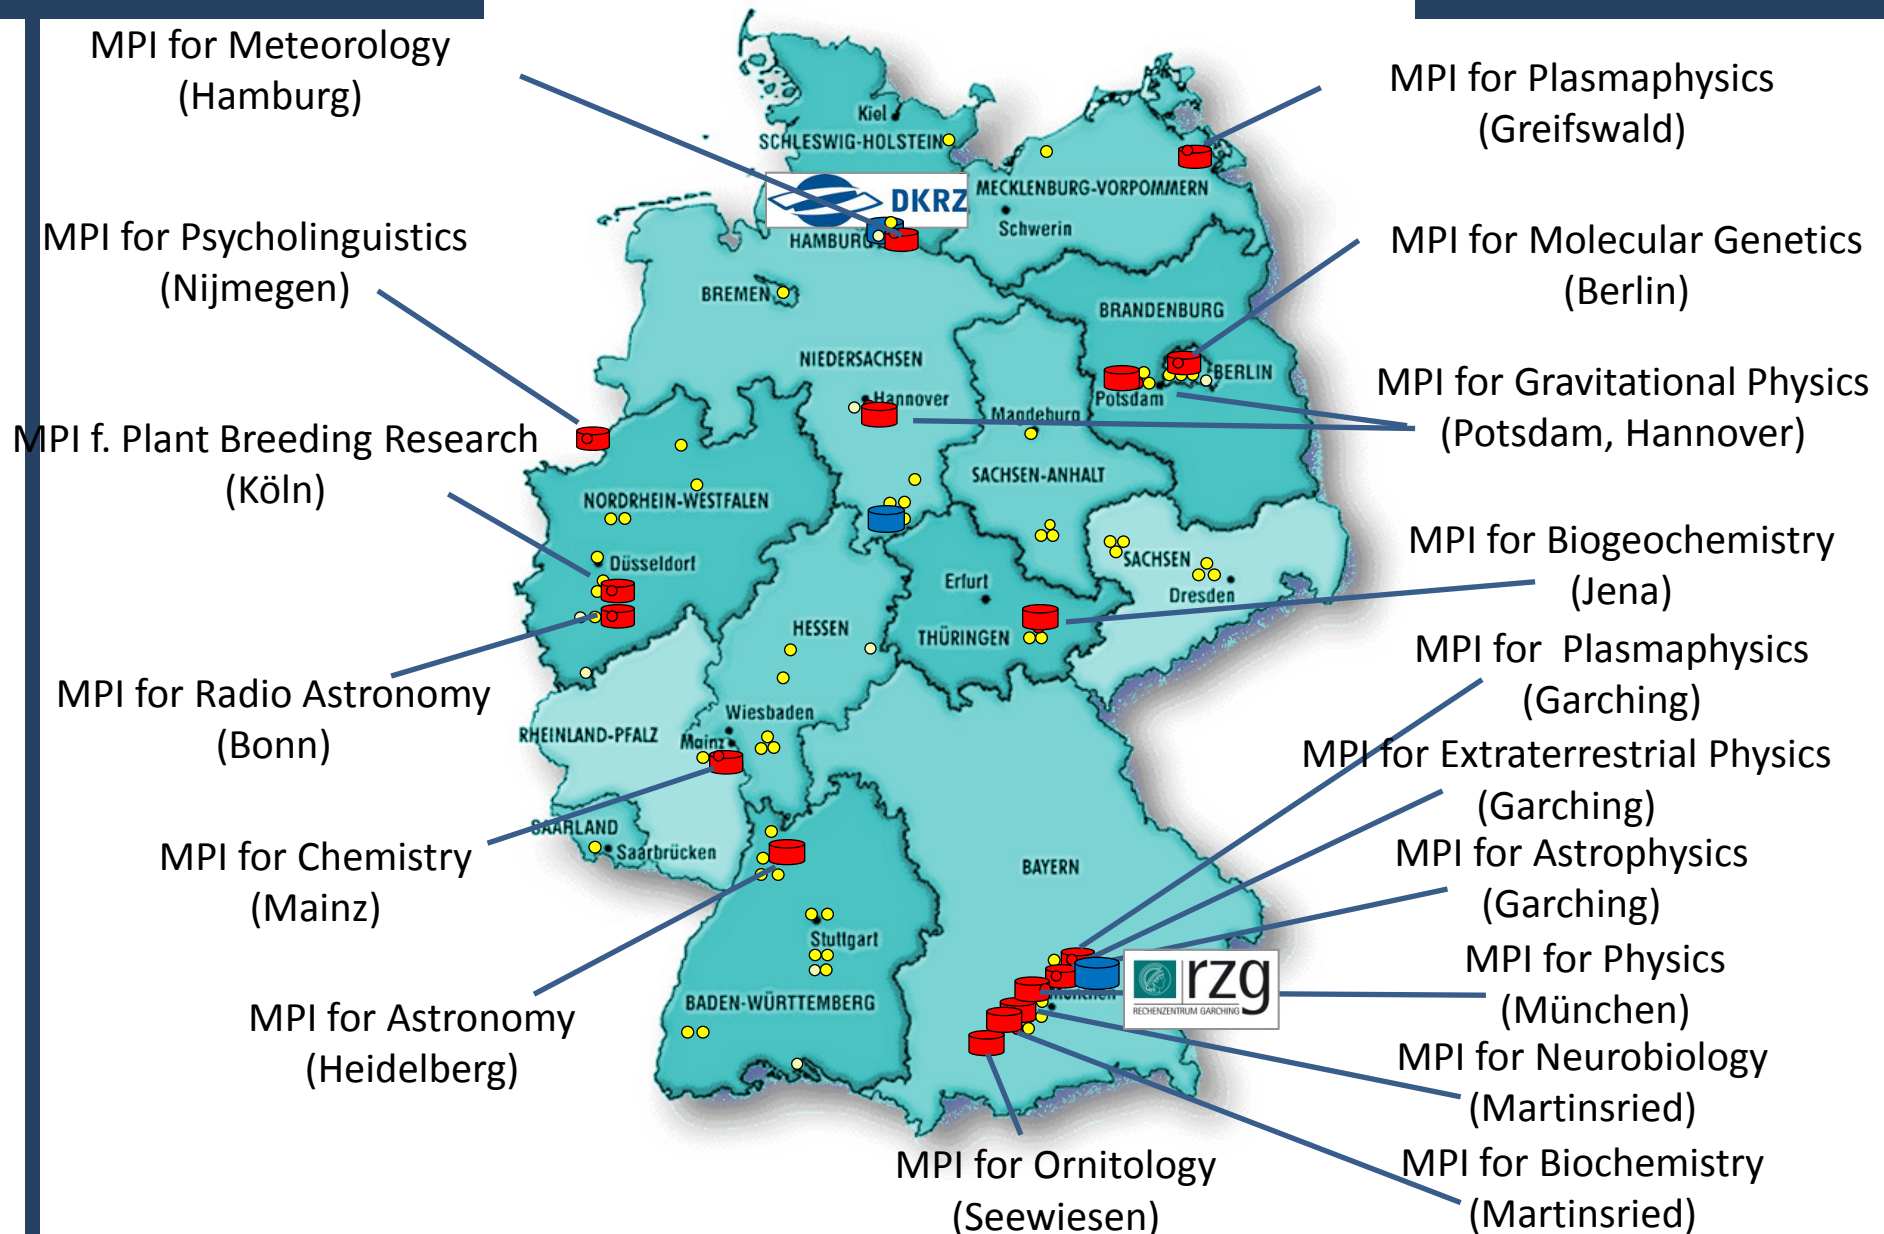 MPI for Meteorology
(Hamburg)
MPI for Plasmaphysics
(Greifswald)
Kiel
SCHLESWIG-HOLSTEIN
MECKLENBURG-VORPOMMERN
DKRZ
Schwerin
HAMBURG
MPI for Psycholinguistics
(Nijmegen)
MPI for Molecular Genetics
(Berlin)
BREMEN
BRANDENBURG
NIEDERSACHSEN
BERLIN
Hannover
Potsdam
Magdeburg
MPI for Gravitational Physics
(Potsdam, Hannover)
MPI f. Plant Breeding Research
(Köln)
SACHSEN-ANHALT
NORDRHEIN-WESTFALEN
MPI for Biogeochemistry
(Jena)
Düsseldorf
SACHSEN
Erfurt
Dresden
HESSEN
THÜRINGEN
MPI for Radio Astronomy
(Bonn)
MPI for  Plasmaphysics
(Garching)
Wiesbaden
RHEINLAND-PFALZ
Mainz
MPI for Extraterrestrial Physics
(Garching)
MPI for Chemistry
(Mainz)
SAARLAND
Saarbrücken
BAYERN
MPI for Astrophysics
(Garching)
Stuttgart
MPI for Physics
(München)
München
rzg
RECHENZENTRUM GARCHING
BADEN-WÜRTTEMBERG
MPI for Astronomy
(Heidelberg)
MPI for Neurobiology
(Martinsried)
MPI for Ornitology
(Seewiesen)
MPI for Biochemistry
(Martinsried)